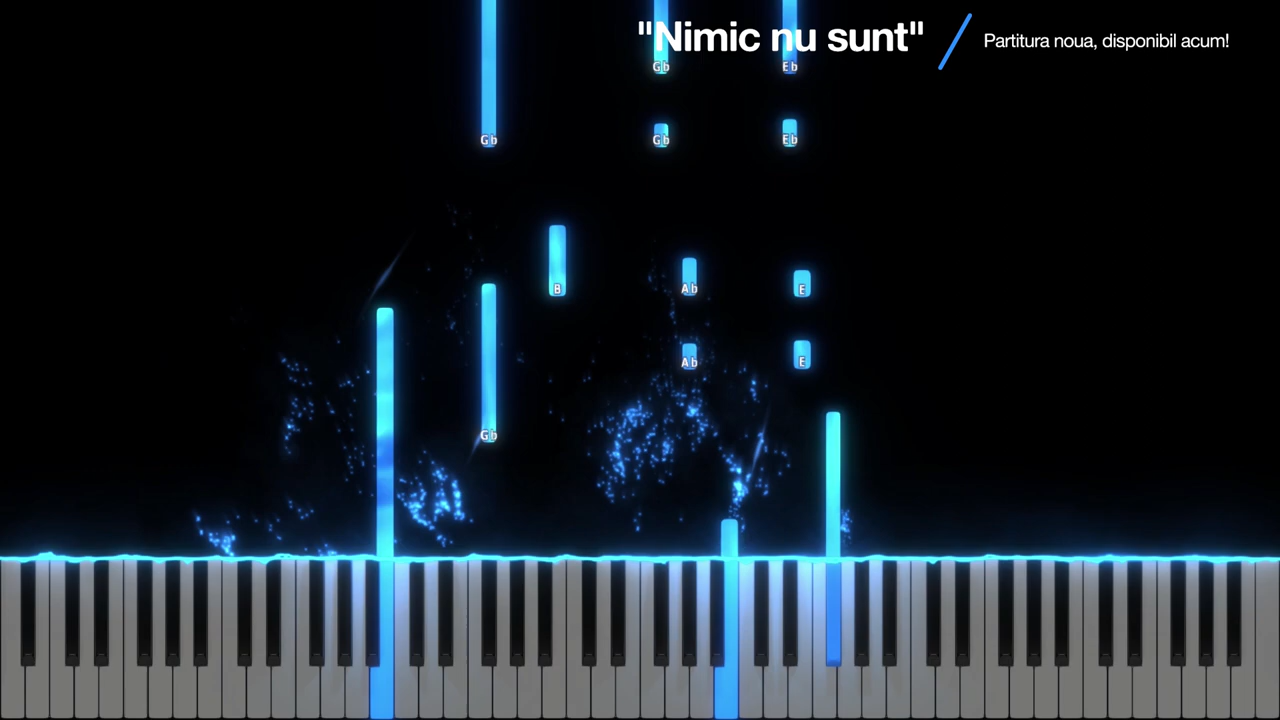 "Nimic nu sunt" Partitura noua, disponibil acum!
Gb Eb
Gb Gb Eb
B Ab E
Ab E
Gb